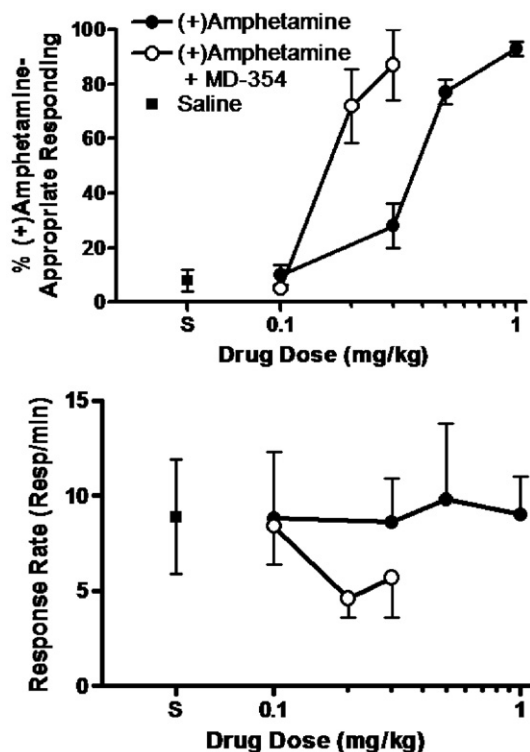 (+)Amphetamine
(+)Amphetamine
+ MD-354
Saline
% (+)Amphetamine-
Appropriate Responding
100
80
60
40
20
0
S
0.1
1
Drug Dose (mg/kg)
Response Rate (Resp/min)
15
10
5
0
S
0.1
1
Drug Dose (mg/kg)